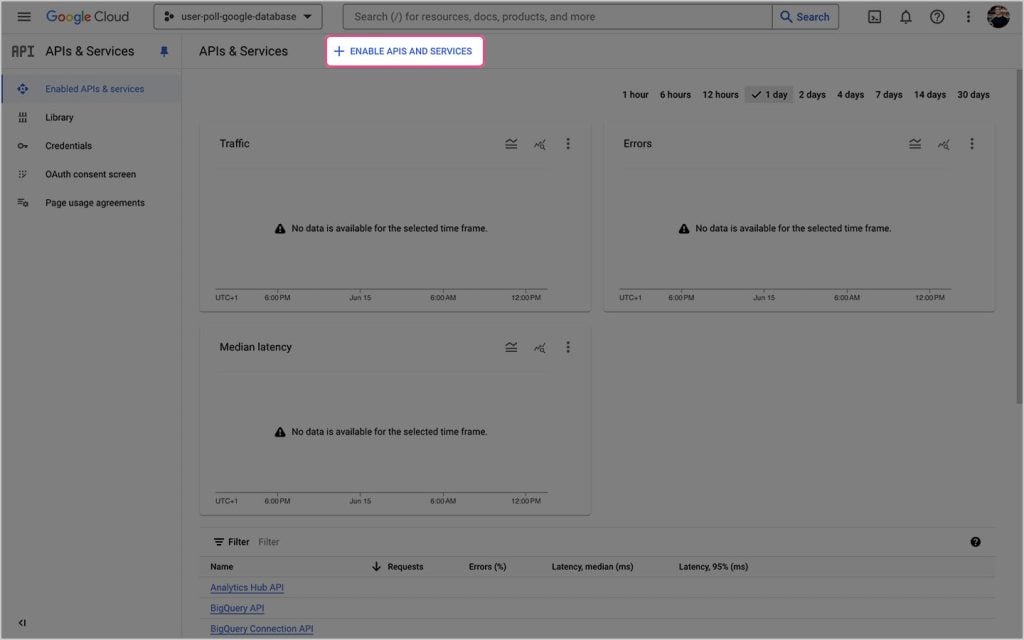 Google Cloud
user-poll-google-database
Search (/) for resources, docs, products, and more
Search
API APIs & Services
APIs & Services
ENABLE APIS AND SERVICES
Enabled APIs & services
Library
Credentials
OAuth consent screen
Page usage agreements
1 hour 6 hours 12 hours 1 day 2 days 4 days 7 days 14 days 30 days
Traffic
No data is available for the selected time frame.
UTC+1 6:00 PM Jun 15 6:00 AM 12:00 PM
Errors
No data is available for the selected time frame.
UTC+1 6:00 PM Jun 15 6:00 AM 12:00 PM
Median latency
No data is available for the selected time frame.
UTC+1 6:00 PM Jun 15 6:00 AM 12:00 PM
Filter Filter
Name Requests Errors (%) Latency, median (ms) Latency, 95% (ms)
Analytics Hub API
BigQuery API
BigQuery Connection API